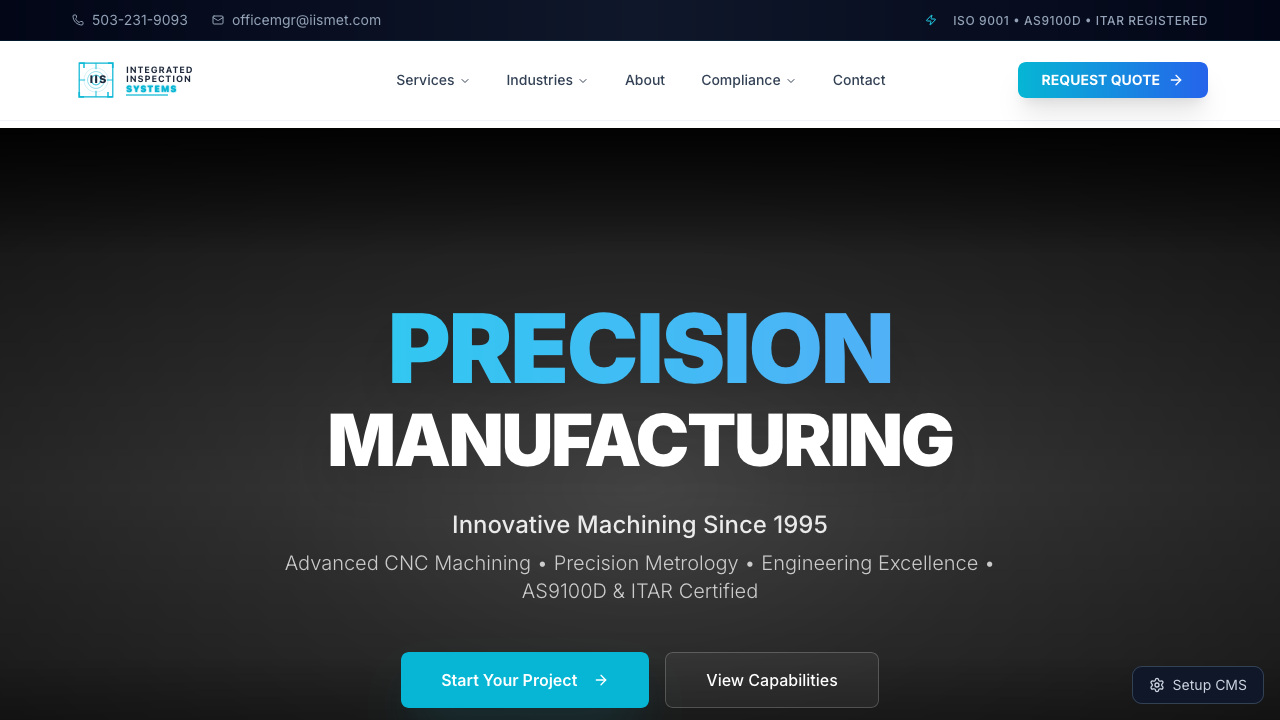 503-231-9093
officemgr@iismet.com
ISO 9001 • AS9100D • ITAR REGISTERED
IIS
INTEGRATED
INSPECTION
SYSTEMS
Services
Industries
About
Compliance
Contact
REQUEST QUOTE
PRECISION
MANUFACTURING
Innovative Machining Since 1995
Advanced CNC Machining • Precision Metrology • Engineering Excellence •
AS9100D & ITAR Certified
Start Your Project
View Capabilities
Setup CMS